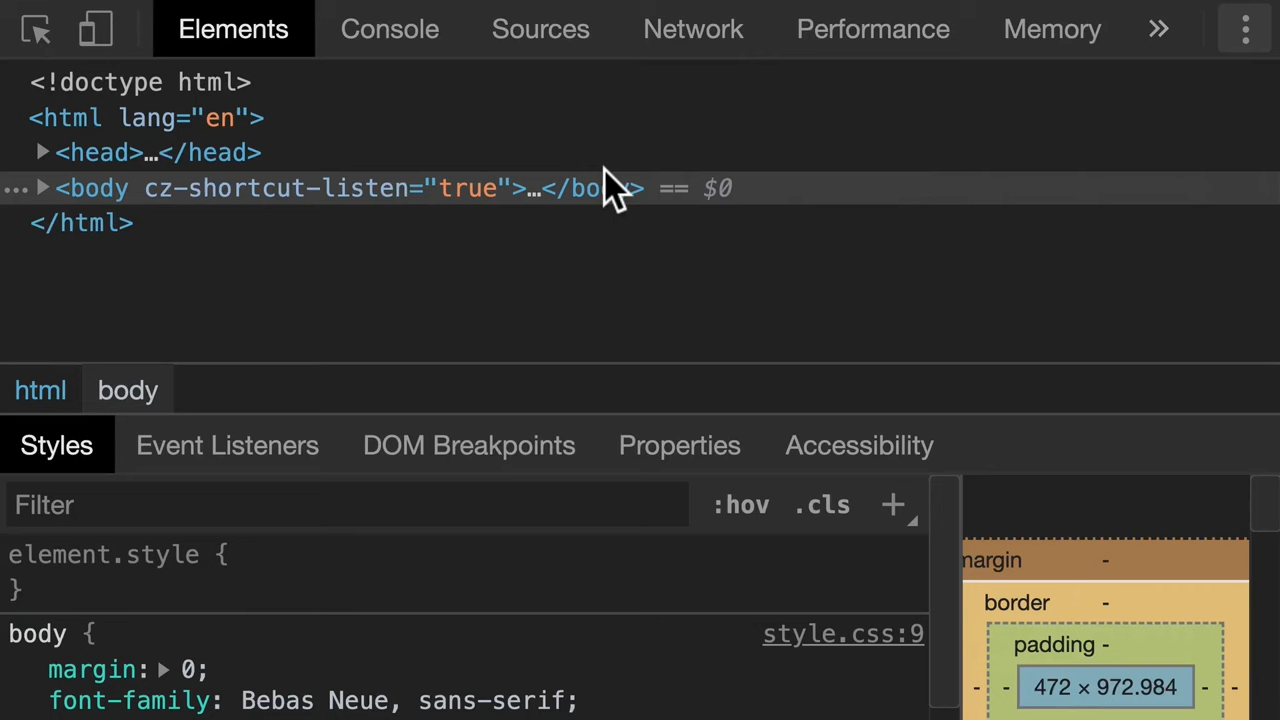 Elements Console Sources Network Performance Memory »
<!doctype html>
<html lang="en">
<head>…</head>
… <body cz-shortcut-listen="true">…</body> == $0
</html>
html body
Styles Event Listeners DOM Breakpoints Properties Accessibility
Filter :hov .cls +
element.style {
}
body { style.css:9
margin: 0;
font-family: Bebas Neue, sans-serif;
margin -
border -
padding -
- - 472 × 972.984 - -